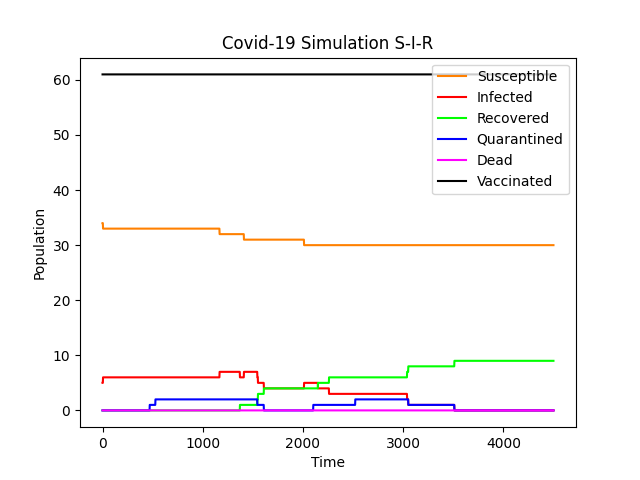 Covid-19 Simulation S-I-R
Susceptible
Infected
Recovered
Quarantined
Dead
Vaccinated
60
50
40
30
20
10
0
Population
0 1000 2000 3000 4000
Time